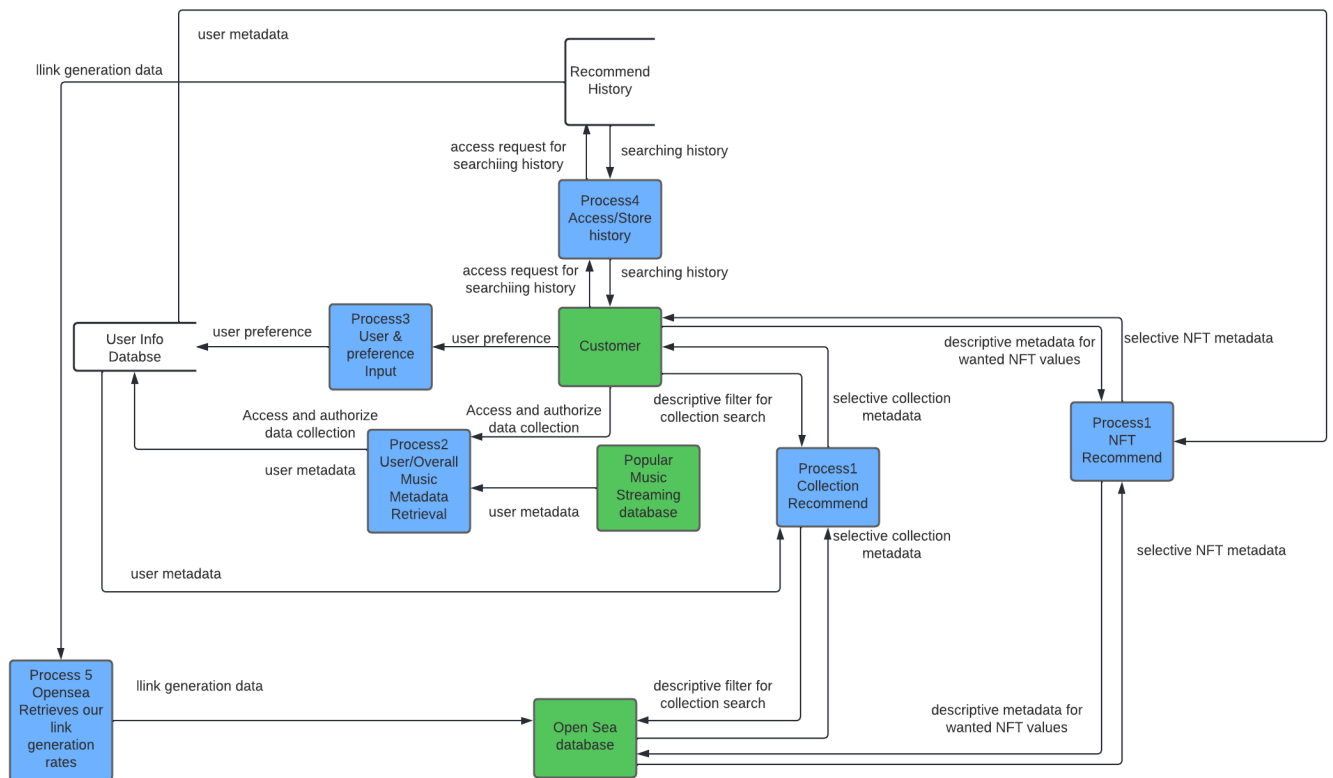 user metadata
llink generation data
Recommend
History
access request for
searchiing history
searching history
Process4
Access/Store
history
access request for
searchiing history
searching history
User Info
Databse
user preference
Process3
User &
preference
Input
user preference
Customer
descriptive metadata for
wanted NFT values
selective NFT metadata
Access and authorize
data collection
Access and authorize
data collection
descriptive filter for
collection search
selective collection
metadata
Process1
NFT
Recommend
user metadata
Process2
User/Overall
Music
Metadata
Retrieval
Popular
Music
Streaming
database
user metadata
Process1
Collection
Recommend
selective collection
metadata
selective NFT metadata
user metadata
Process 5
Opensea
Retrieves our
link
generation
rates
llink generation data
Open Sea
database
descriptive filter for
collection search
descriptive metadata for
wanted NFT values